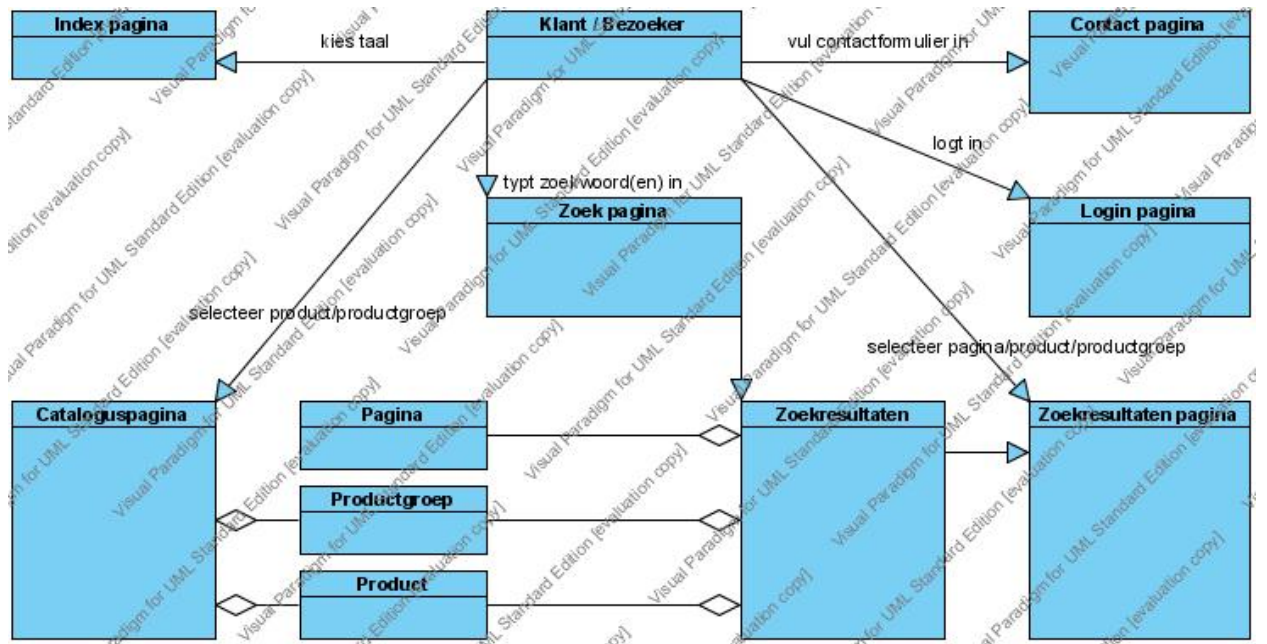 Index pagina
kies taal
Klant / Bezoeker
vul contactformulier in
Contact pagina
logt in
typt zoekwoord(en) in
Zoek pagina
Login pagina
selecteer product/productgroep
selecteer pagina/product/productgroep
Cataloguspagina
Pagina
Zoekresultaten
Zoekresultaten pagina
Productgroep
Product
Visual Paradigm for UML Standard Edition [evaluation copy]